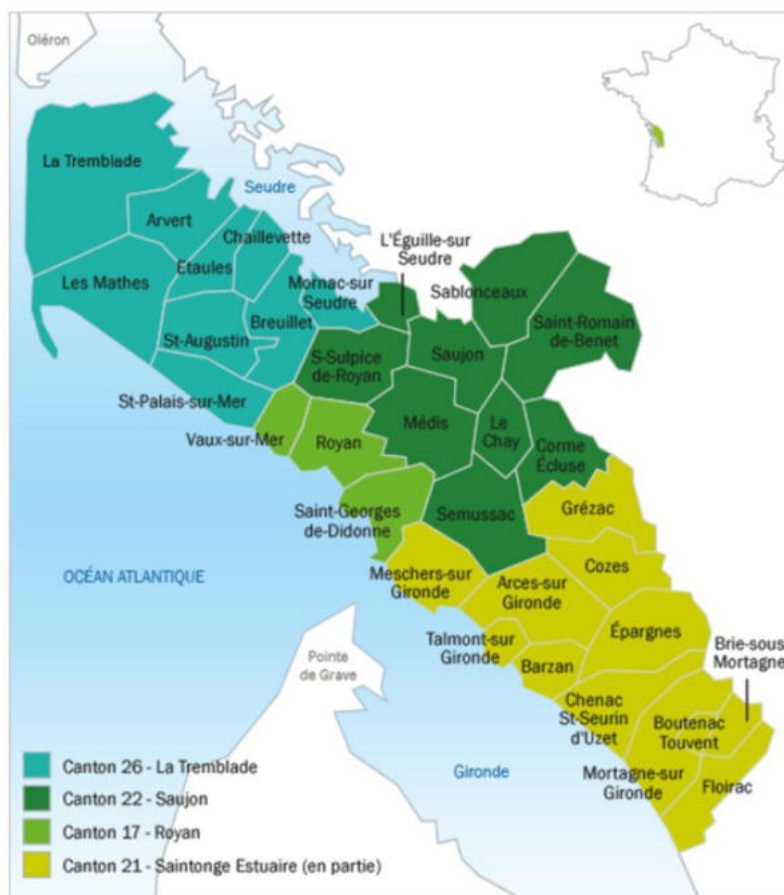 Oléron
La Tremblade
Seudre
Arvert
Chaillevette
L'Éguille-sur
Seudre
Les Mathes
Etaules
Mornac-sur
Seudre
Sablonceaux
St-Augustin
Breuillet
Saint-Romain
de-Benet
S-Sulpice
de-Royan
Saujon
St-Palais-sur-Mer
Vaux-sur-Mer
Royan
Médis
Le
Chay
Corme
Écluse
Saint-Georges
de-Didonne
Semussac
Grézac
OCÉAN ATLANTIQUE
Meschers-sur
Gironde
Arces-sur
Gironde
Cozes
Talmont-sur
Gironde
Épargnes
Brie-sous
Mortagne
Pointe
de Grave
Barzan
Chenac
St-Seurin
d'Uzet
Boutenac
Touvent
Gironde
Mortagne-sur
Gironde
Floirac
Canton 26 - La Tremblade
Canton 22 - Saujon
Canton 17 - Royan
Canton 21 - Saintonge Estuaire (en partie)